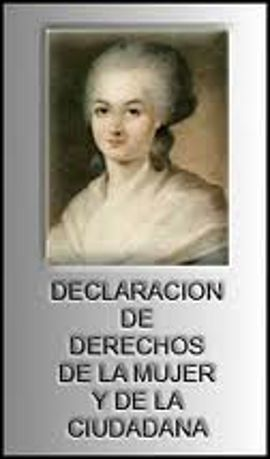 DECLARACION
DE
DERECHOS
DE LA MUJER
Y DE LA
CIUDADANA